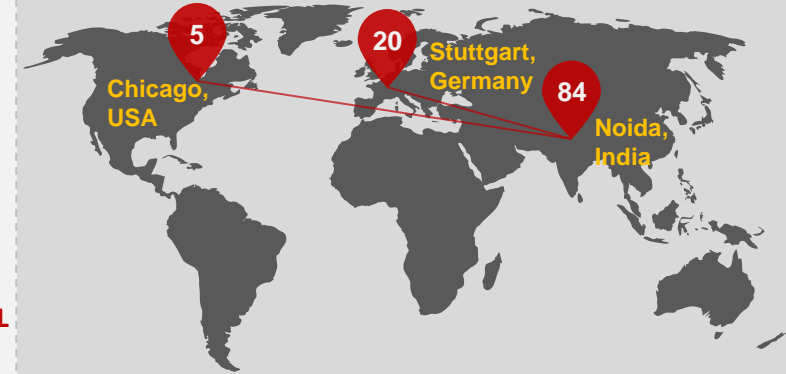 5
Chicago,
USA
20
Stuttgart,
Germany
84
Noida,
India